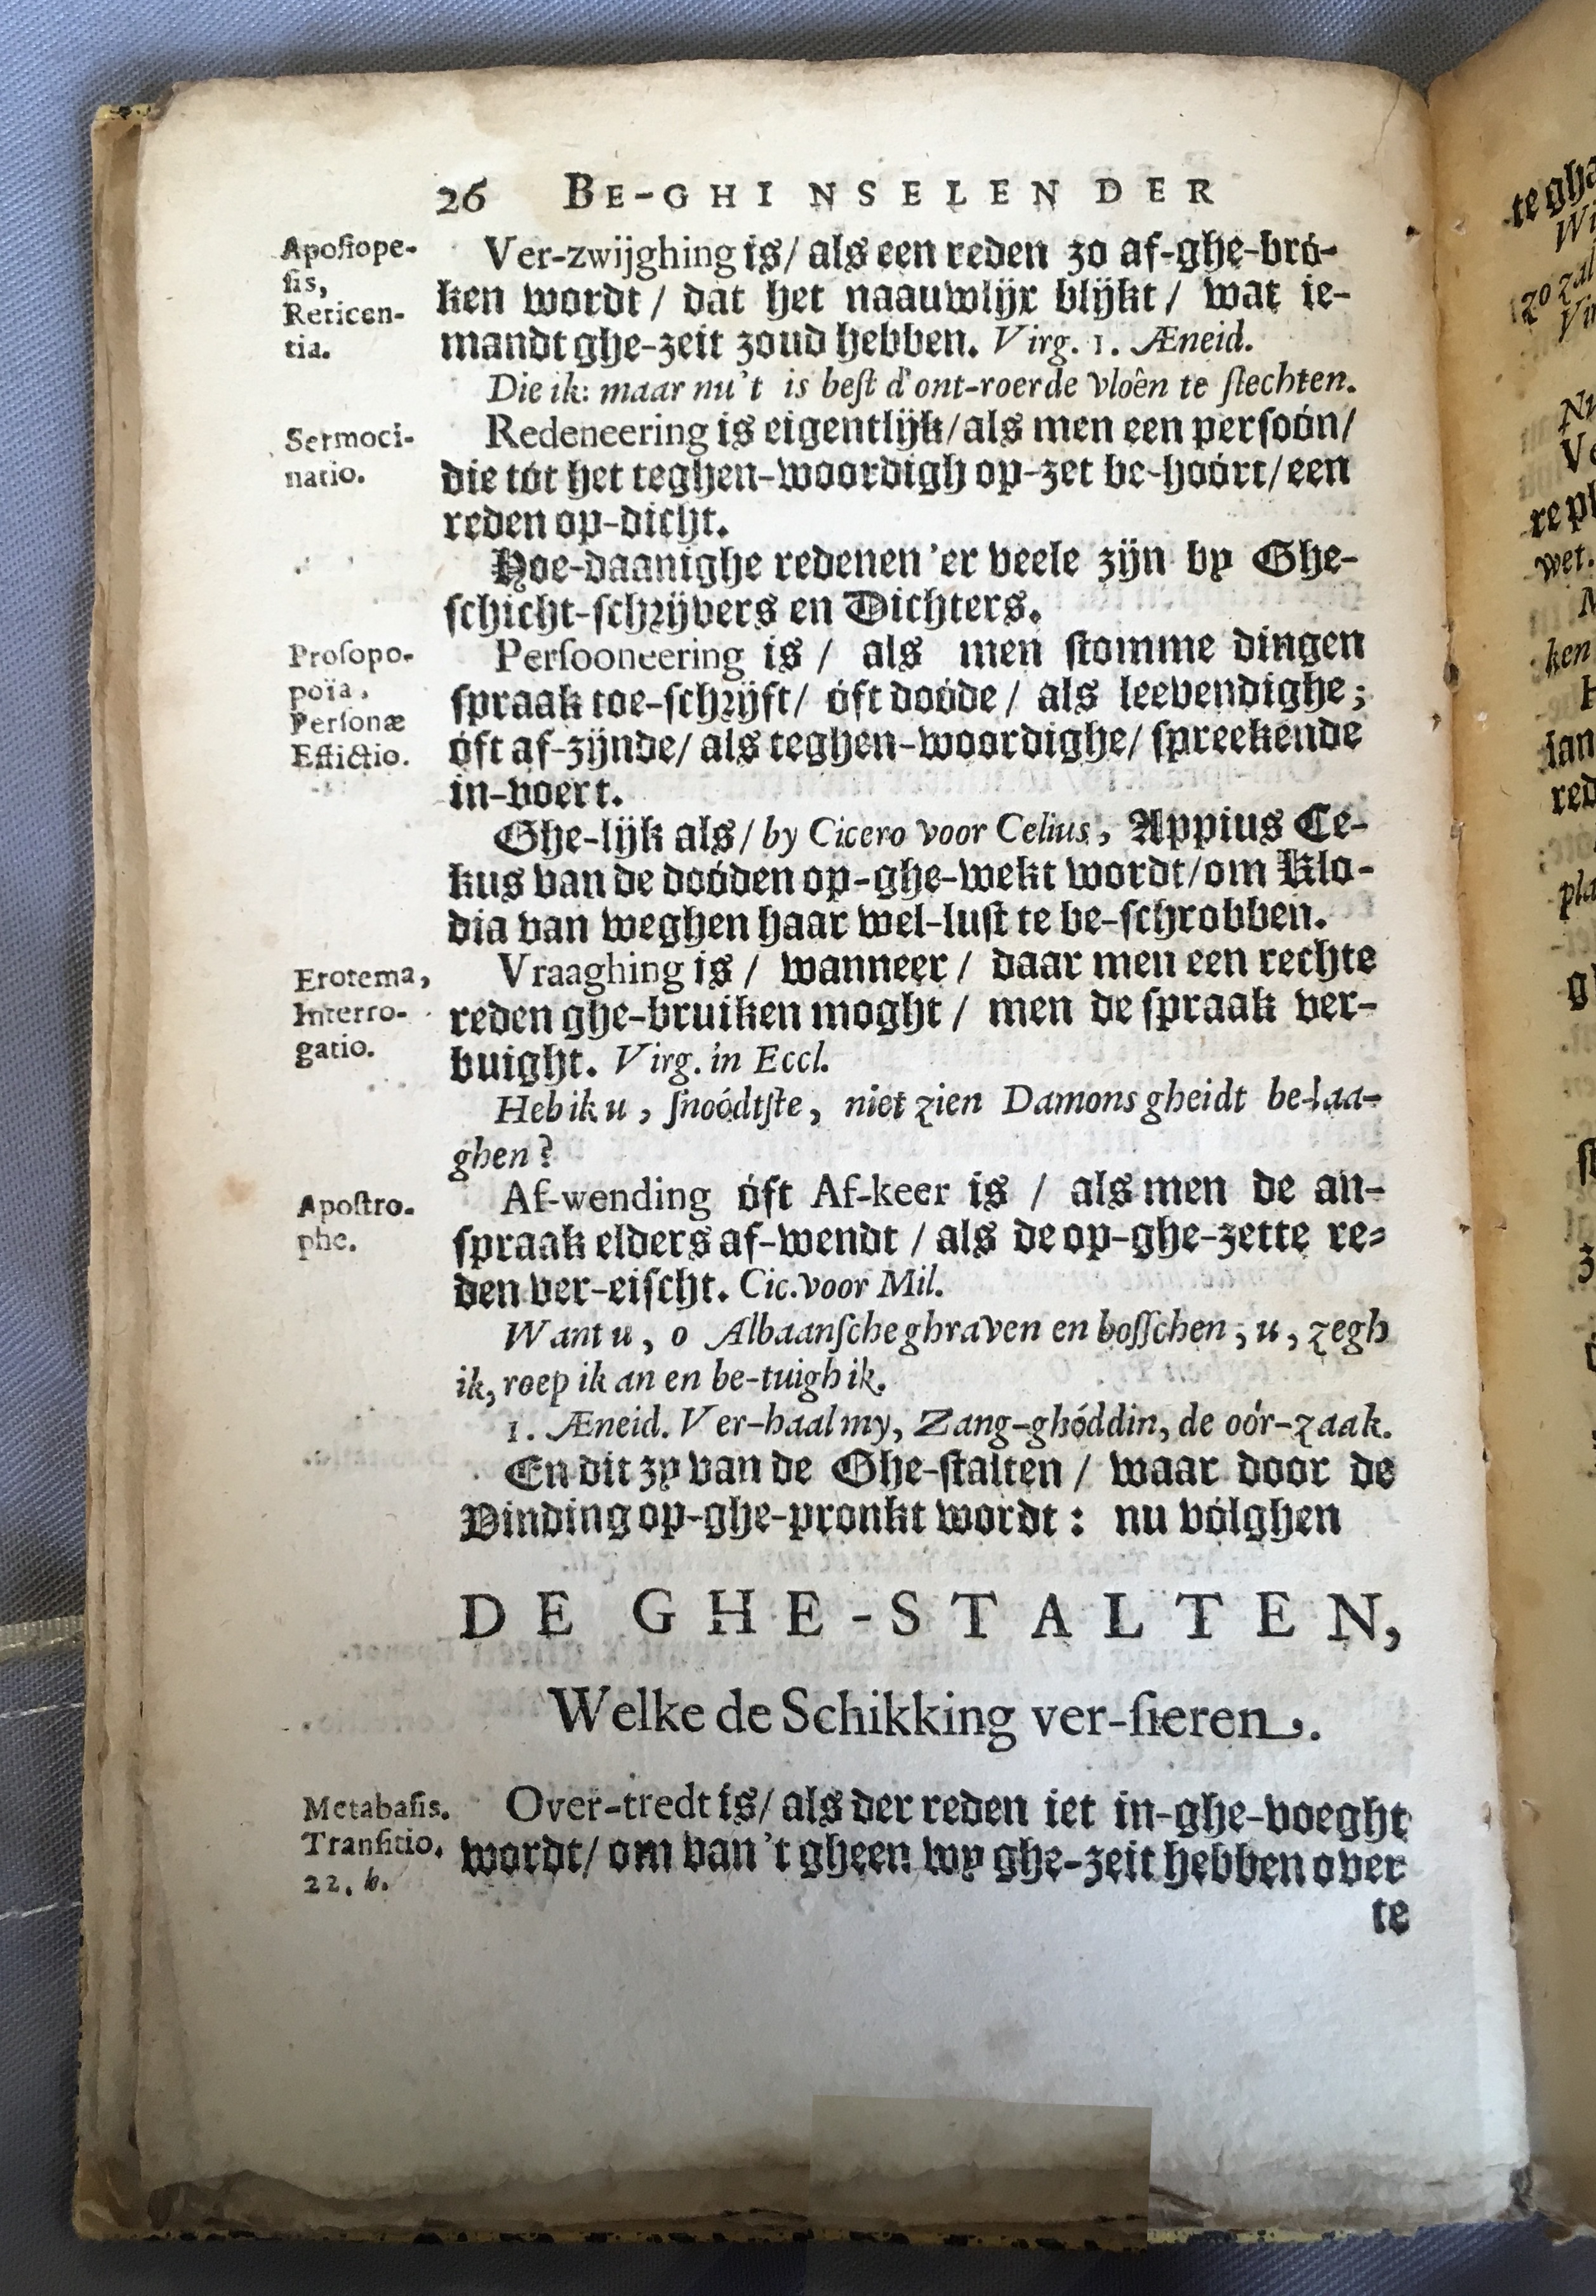 26 BE-GHINSELEN DER
Apoſiope-
ſis,
Reticen-
tia.
Ver-zwijghing is/ als een reden zo af-ghe-bró-
ken wordt / dat het naauwlijx blijkt / wat ie-
mandt ghe-zeit zoud hebben. Virg. 1. Æneid.
Die ik: maar nu't is beſt d'ont-roerde vloên te ſlechten.
Sermoci-
natio.
Redeneering is eigentlijk/als men een perſoón/
die tót het teghen-woordigh op-zet be-hoórt/een
reden op-dicht.
Hoe-daanighe redenen 'er veele zijn by Ghe-
ſchicht-ſchrijvers en Dichters.
Proſopo-
poïa.
Perſonæ
Effictio.
Perſooneering is / als men ſtomme dingen
ſpraak toe-ſchrijft/ óft doóde / als leevendighe;
óft af-zijnde/ als teghen-woordighe/ ſpreekende
in-voert.
Ghe-lijk als/ by Cicero voor Celius, Appius Ce-
kus van de doóden op-ghe-wekt wordt/om Klo-
dia van weghen haar wel-luſt te be-ſchrobben.
Erotema,
Interro-
gatio.
Vraaghing is / wanneer / daar men een rechte
reden ghe-bruiken moght / men de ſpraak ver-
buight. Virg. in Eccl.
Heb ik u, ſnoódtſte, niet zien Damons gheidt be-laa-
ghen?
Apoſtro-
phe.
Af-wending óft Af-keer is / als men de an-
ſpraak elders af-wendt / als de op-ghe-zette re-
den ver-eiſcht. Cic. voor Mil.
Want u, o Albaanſche ghraven en boſſchen; u, zegh
ik, roep ik an en be-tuigh ik.
1. Æneid. Ver-haal my, Zang-ghóddin, de oór-zaak.
En dit zy van de Ghe-ſtalten / waar door de
Vinding op-ghe-pronkt wordt: nu vólghen
DE GHE-STALTEN,
Welke de Schikking ver-ſieren.
Metabaſis.
Tranſitio.
22. b.
Over-tredt is/ als der reden iet in-ghe-voeght
wordt/ om van 't gheen wy ghe-zeit hebben over
te